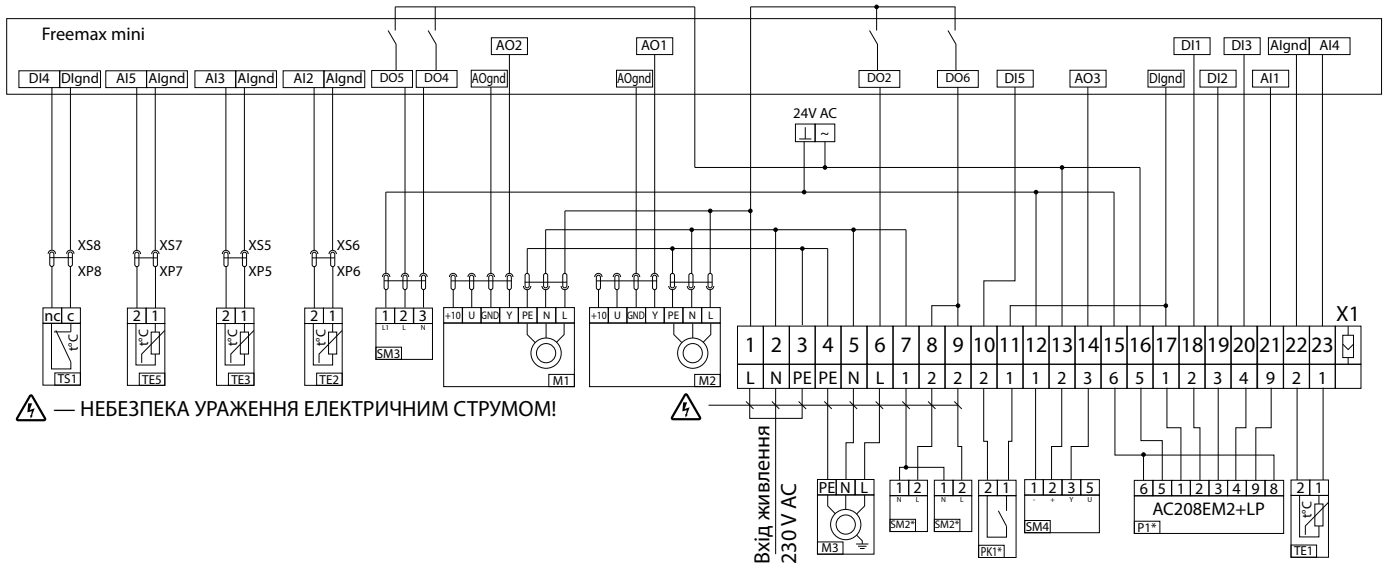 Freemax mini
AO2 AO1 DI1 DI3 AIgnd AI4
DI4 DIgnd AI5 AIgnd AI3 AIgnd AI2 AIgnd DO5 DO4 AOgnd AOgnd DO2 DO6 DI5 AO3 DIgnd DI2 AI1
24V AC
⊥ ~
XS8 XS7 XS5 XS6
XP8 XP7 XP5 XP6
X1
nc c 2 1 2 1 2 1 1 2 3 +10 U GND Y PE N L +10 U GND Y PE N L
L1 L N
t°C t°C t°C t°C
SM3
TS1 TE5 TE3 TE2 M1 M2
1 2 3 4 5 6 7 8 9 10 11 12 13 14 15 16 17 18 19 20 21 22 23
L N PE PE N L 1 2 2 2 1 1 2 3 6 5 1 2 3 4 9 2 1
— НЕБЕЗПЕКА УРАЖЕННЯ ЕЛЕКТРИЧНИМ СТРУМОМ!
Вхід живлення
230 V AC
PE N L 1 2 1 2 2 1 1 2 3 5 6 5 1 2 3 4 9 8 2 1
N L N L - + Y U
AC208EM2+LP
t°C
M3 SM2* SM2* PK1* SM4 P1* TE1